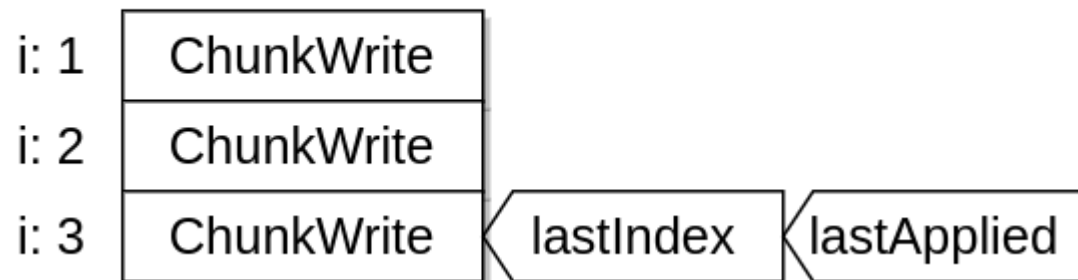 i: 1 ChunkWrite
i: 2 ChunkWrite
i: 3 ChunkWrite lastIndex lastApplied